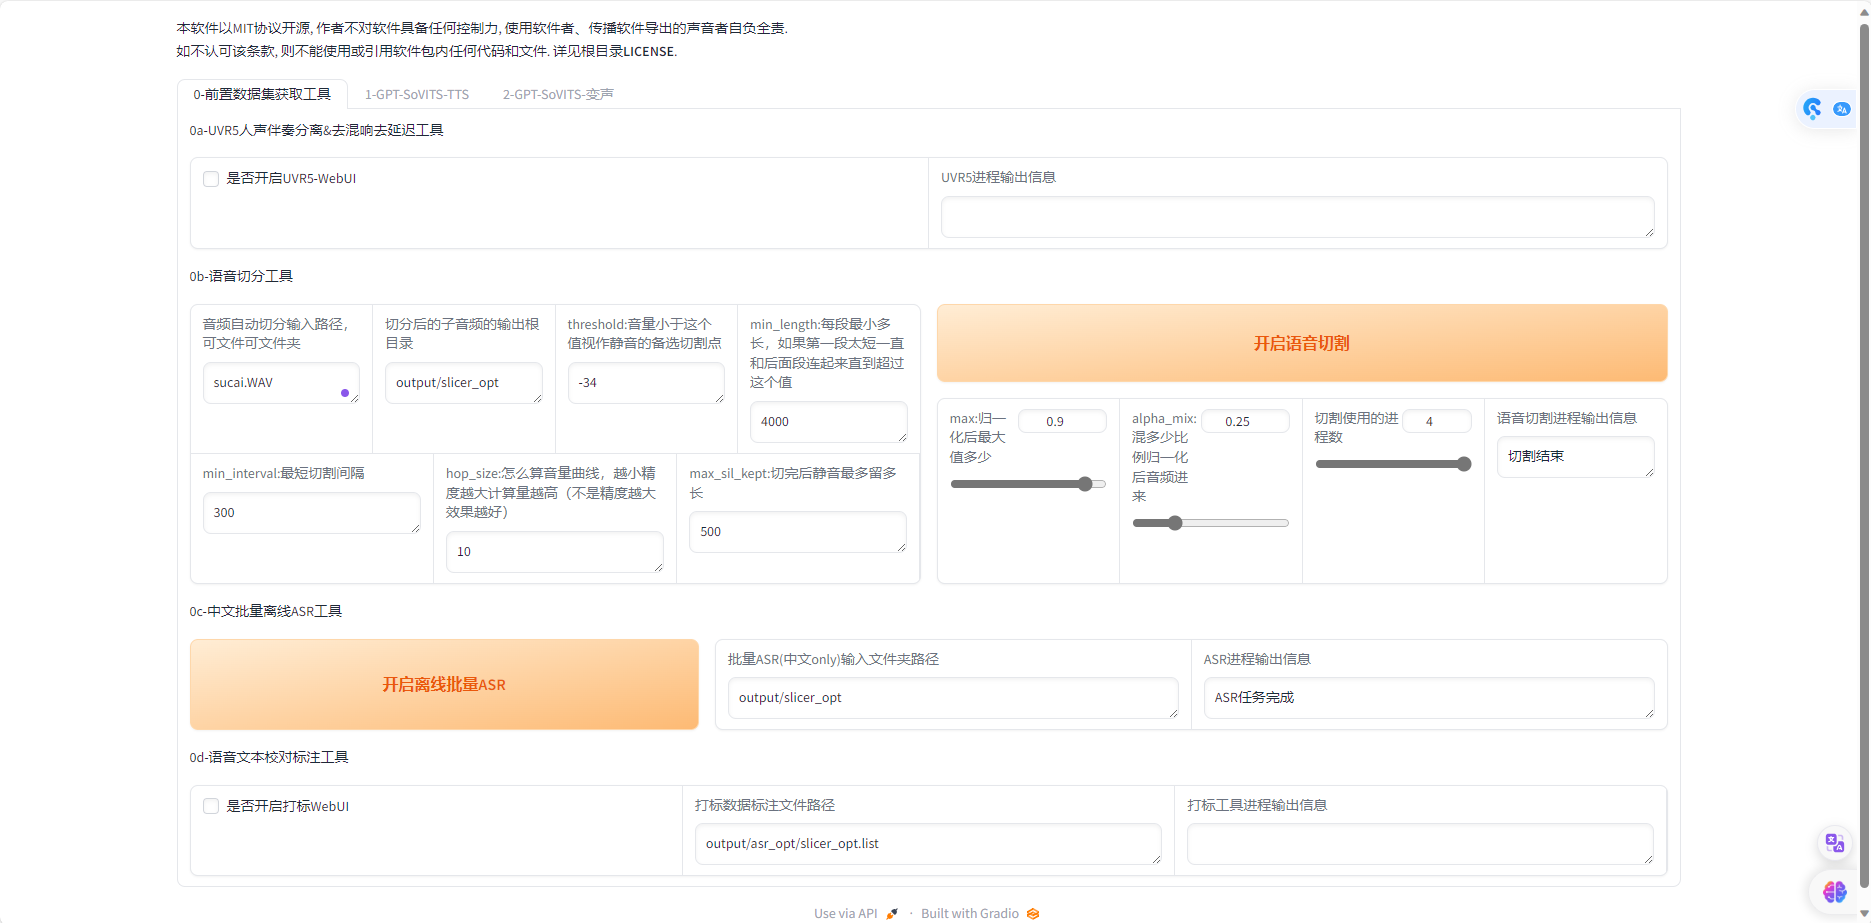 本软件以MIT协议开源, 作者不对软件具备任何控制力, 使用软件者、传播软件导出的声音者自负全责.
如不认可该条款, 则不能使用或引用软件包内任何代码和文件. 详见根目录LICENSE.
0-前置数据集获取工具
1-GPT-SoVITS-TTS
2-GPT-SoVITS-变声
0a-UVR5人声伴奏分离&去混响去延迟工具
是否开启UVR5-WebUI
UVR5进程输出信息
0b-语音切分工具
音频自动切分输入路径，
可文件可文件夹
sucai.WAV
切分后的子音频的输出根
目录
output/slicer_opt
threshold:音量小于这个
值视作静音的备选切割点
-34
min_length:每段最小多
长，如果第一段太短一直
和后面段连起来直到超过
这个值
4000
min_interval:最短切割间隔
300
hop_size:怎么算音量曲线，越小精
度越大计算量越高（不是精度越大
效果越好）
10
max_sil_kept:切完后静音最多留多
长
500
开启语音切割
max:归一
化后最大
值多少
0.9
alpha_mix:
混多少比
例归一化
后音频进
来
0.25
切割使用的进
程数
4
语音切割进程输出信息
切割结束
0c-中文批量离线ASR工具
开启离线批量ASR
批量ASR(中文only)输入文件夹路径
output/slicer_opt
ASR进程输出信息
ASR任务完成
0d-语音文本校对标注工具
是否开启打标WebUI
打标数据标注文件路径
output/asr_opt/slicer_opt.list
打标工具进程输出信息
Use via API · Built with Gradio